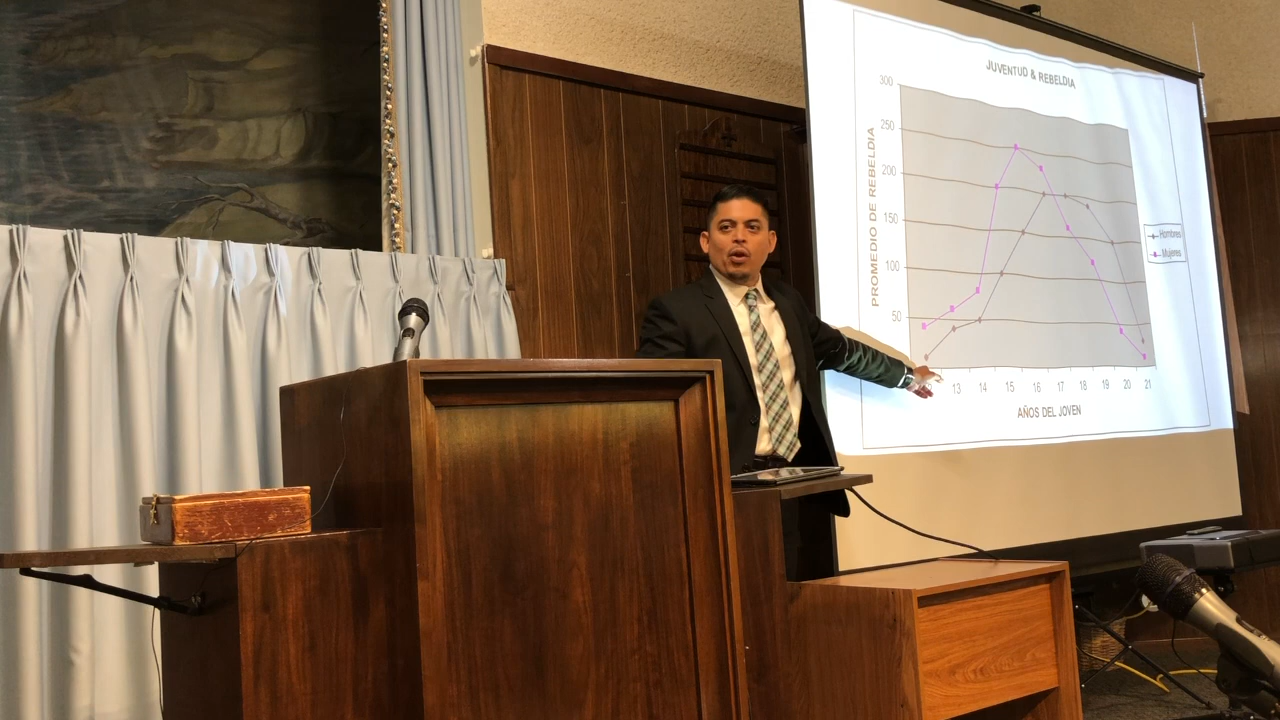 JUVENTUD & REBELDIA
300
250
200
150
100
50
PROMEDIO DE REBELDIA
13 14 15 16 17 18 19 20 21
AÑOS DEL JOVEN
Hombres
Mujeres